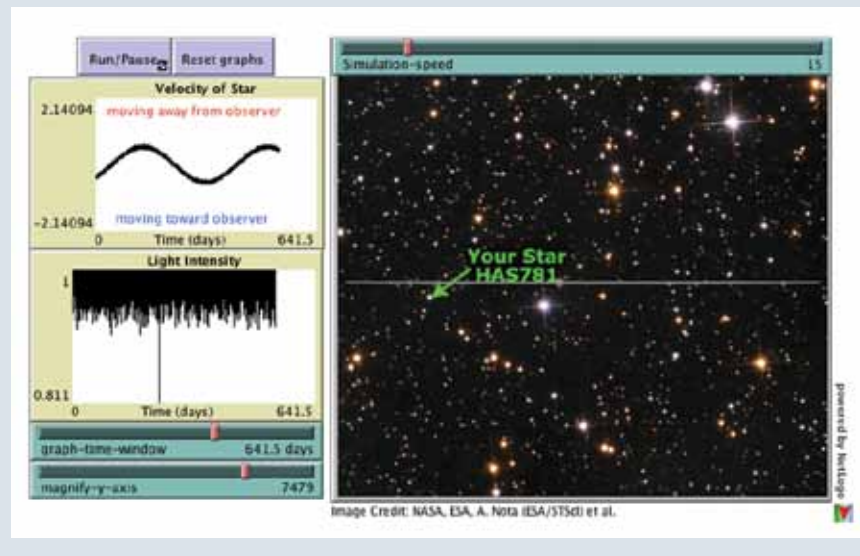 Run/Pause
Reset graphs
Velocity of Star
2.14094
moving away from observer
-2.14094
moving toward observer
0
Time (days)
641.5
Light Intensity
1
0.811
0
Time (days)
641.5
graph-time-window
641.5 days
magnify-y-axis
7479
Simulation-speed
15
Your Star
HAS781
powered by NetLogo
Image Credit: NASA, ESA, A. Nota (ESA/STScI) et al.